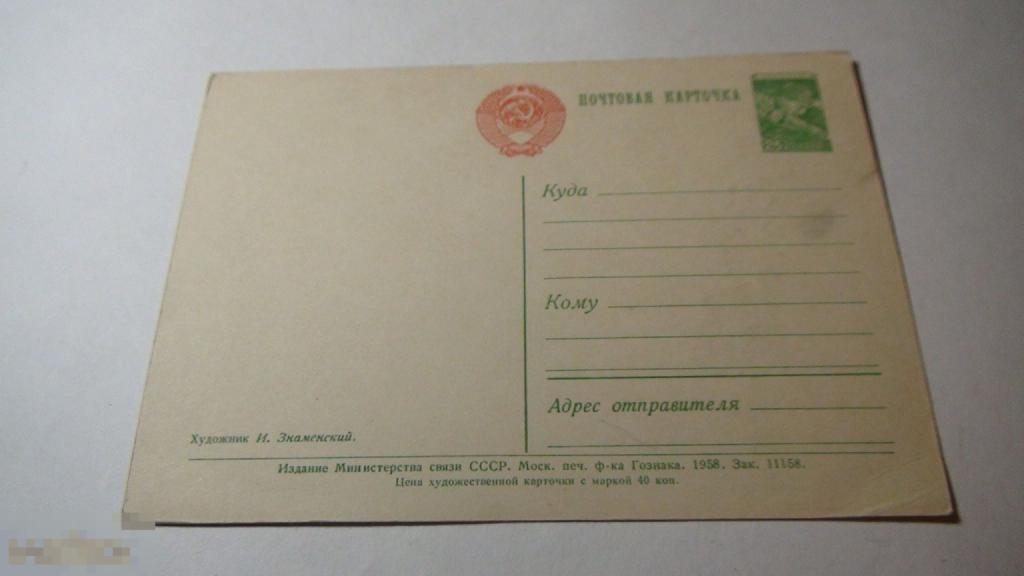 ПОЧТОВАЯ КАРТОЧКА
Куда
Кому
Адрес отправителя
Художник И. Знаменский.
Издание Министерства связи СССР. Моск. печ. ф-ка Гознака. 1958. Зак. 11158.
Цена художественной карточки с маркой 40 коп.